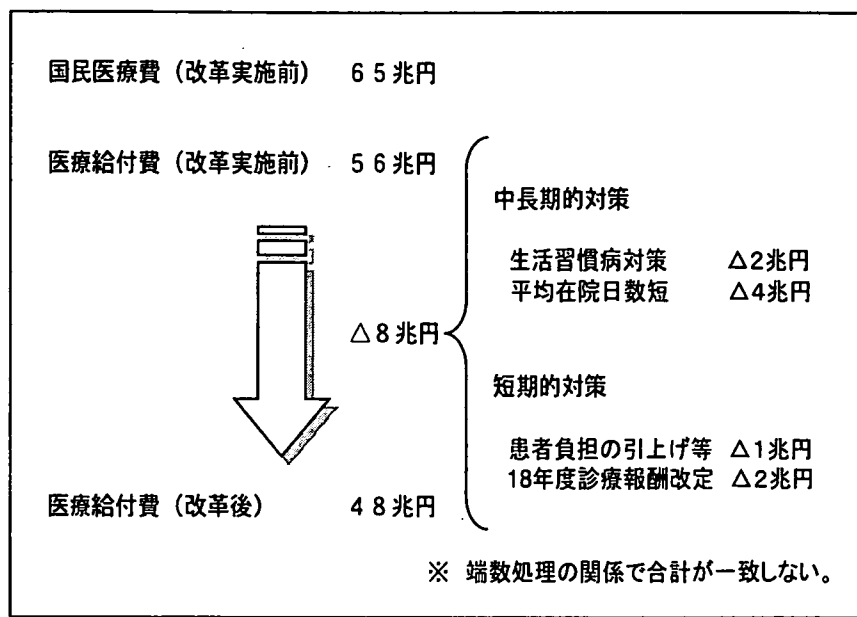 国民医療費（改革実施前） ６５兆円
医療給付費（改革実施前） ５６兆円
中長期的対策
生活習慣病対策 △2兆円
平均在院日数短 △4兆円
△８兆円
短期的対策
患者負担の引上げ等 △1兆円
18年度診療報酬改定 △2兆円
医療給付費（改革後） ４８兆円
※ 端数処理の関係で合計が一致しない。